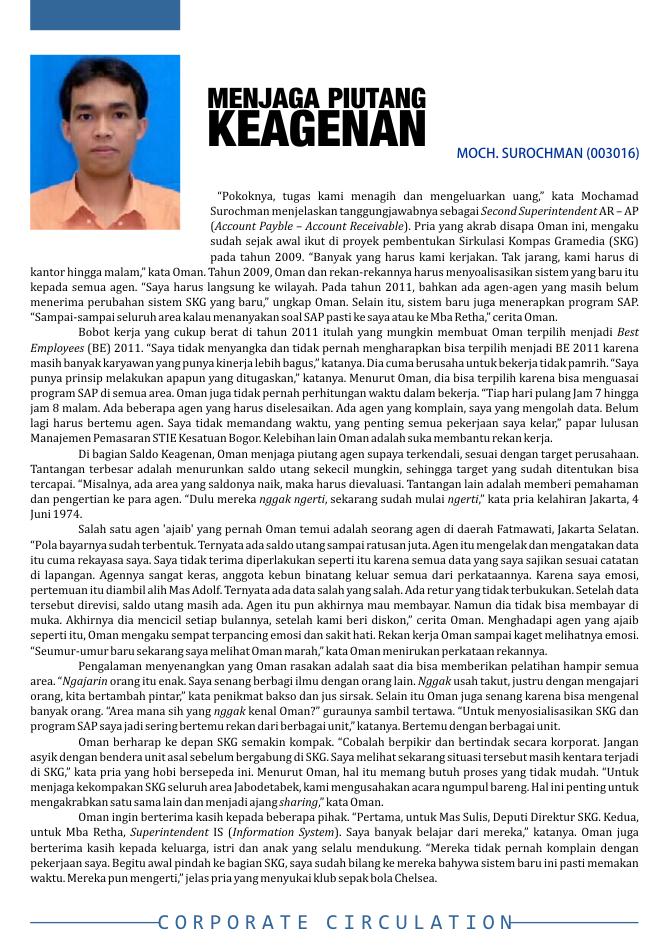 MENJAGA PIUTANG
KEAGENAN
MOCH. SUROCHMAN (003016)
“Pokoknya, tugas kami menagih dan mengeluarkan uang,” kata Mochamad
Surochman menjelaskan tanggungjawabnya sebagai Second Superintendent AR – AP
(Account Payble – Account Receivable). Pria yang akrab disapa Oman ini, mengaku
sudah sejak awal ikut di proyek pembentukan Sirkulasi Kompas Gramedia (SKG)
pada tahun 2009. “Banyak yang harus kami kerjakan. Tak jarang, kami harus di
kantor hingga malam,” kata Oman. Tahun 2009, Oman dan rekan-rekannya harus menyoalisasikan sistem yang baru itu
kepada semua agen. “Saya harus langsung ke wilayah. Pada tahun 2011, bahkan ada agen-agen yang masih belum
menerima perubahan sistem SKG yang baru,” ungkap Oman. Selain itu, sistem baru juga menerapkan program SAP.
“Sampai-sampai seluruh area kalau menanyakan soal SAP pasti ke saya atau ke Mba Retha,” cerita Oman.
Bobot kerja yang cukup berat di tahun 2011 itulah yang mungkin membuat Oman terpilih menjadi Best
Employees (BE) 2011. “Saya tidak menyangka dan tidak pernah mengharapkan bisa terpilih menjadi BE 2011 karena
masih banyak karyawan yang punya kinerja lebih bagus,” katanya. Dia cuma berusaha untuk bekerja tidak pamrih. “Saya
punya prinsip melakukan apapun yang ditugaskan,” katanya. Menurut Oman, dia bisa terpilih karena bisa menguasai
program SAP di semua area. Oman juga tidak pernah perhitungan waktu dalam bekerja. “Tiap hari pulang Jam 7 hingga
jam 8 malam. Ada beberapa agen yang harus diselesaikan. Ada agen yang komplain, saya yang mengolah data. Belum
lagi harus bertemu agen. Saya tidak memandang waktu, yang penting semua pekerjaan saya kelar,” papar lulusan
Manajemen Pemasaran STIE Kesatuan Bogor. Kelebihan lain Oman adalah suka membantu rekan kerja.
Di bagian Saldo Keagenan, Oman menjaga piutang agen supaya terkendali, sesuai dengan target perusahaan.
Tantangan terbesar adalah menurunkan saldo utang sekecil mungkin, sehingga target yang sudah ditentukan bisa
tercapai. “Misalnya, ada area yang saldonya naik, maka harus dievaluasi. Tantangan lain adalah memberi pemahaman
dan pengertian ke para agen. “Dulu mereka nggak ngerti, sekarang sudah mulai ngerti,” kata pria kelahiran Jakarta, 4
Juni 1974.
Salah satu agen 'ajaib' yang pernah Oman temui adalah seorang agen di daerah Fatmawati, Jakarta Selatan.
“Pola bayarnya sudah terbentuk. Ternyata ada saldo utang sampai ratusan juta. Agen itu mengelak dan mengatakan data
itu cuma rekayasa saya. Saya tidak terima diperlakukan seperti itu karena semua data yang saya sajikan sesuai catatan
di lapangan. Agennya sangat keras, anggota kebun binatang keluar semua dari perkataannya. Karena saya emosi,
pertemuan itu diambil alih Mas Adolf. Ternyata ada data salah yang salah. Ada retur yang tidak terbukukan. Setelah data
tersebut direvisi, saldo utang masih ada. Agen itu pun akhirnya mau membayar. Namun dia tidak bisa membayar di
muka. Akhirnya dia mencicil setiap bulannya, setelah kami beri diskon,” cerita Oman. Menghadapi agen yang ajaib
seperti itu, Oman mengaku sempat terpancing emosi dan sakit hati. Rekan kerja Oman sampai kaget melihatnya emosi.
“Seumur-umur baru sekarang saya melihat Oman marah,” kata Oman menirukan perkataan rekannya.
Pengalaman menyenangkan yang Oman rasakan adalah saat dia bisa memberikan pelatihan hampir semua
area. “Ngajarin orang itu enak. Saya senang berbagi ilmu dengan orang lain. Nggak usah takut, justru dengan mengajari
orang, kita bertambah pintar,” kata penikmat bakso dan jus sirsak. Selain itu Oman juga senang karena bisa mengenal
banyak orang. “Area mana sih yang nggak kenal Oman?” guraunya sambil tertawa. “Untuk menyosialisasikan SKG dan
program SAP saya jadi sering bertemu rekan dari berbagai unit,” katanya. Bertemu dengan berbagai unit.
Oman berharap ke depan SKG semakin kompak. “Cobalah berpikir dan bertindak secara korporat. Jangan
asyik dengan bendera unit asal sebelum bergabung di SKG. Saya melihat sekarang situasi tersebut masih kentara terjadi
di SKG,” kata pria yang hobi bersepeda ini. Menurut Oman, hal itu memang butuh proses yang tidak mudah. “Untuk
menjaga kekompakan SKG seluruh area Jabodetabek, kami mengusahakan acara ngumpul bareng. Hal ini penting untuk
mengakrabkan satu sama lain dan menjadi ajang sharing,” kata Oman.
Oman ingin berterima kasih kepada beberapa pihak. “Pertama, untuk Mas Sulis, Deputi Direktur SKG. Kedua,
untuk Mba Retha, Superintendent IS (Information System). Saya banyak belajar dari mereka,” katanya. Oman juga
berterima kasih kepada keluarga, istri dan anak yang selalu mendukung. “Mereka tidak pernah komplain dengan
pekerjaan saya. Begitu awal pindah ke bagian SKG, saya sudah bilang ke mereka bahywa sistem baru ini pasti memakan
waktu. Mereka pun mengerti,” jelas pria yang menyukai klub sepak bola Chelsea.
CORPORATE CIRCULATION